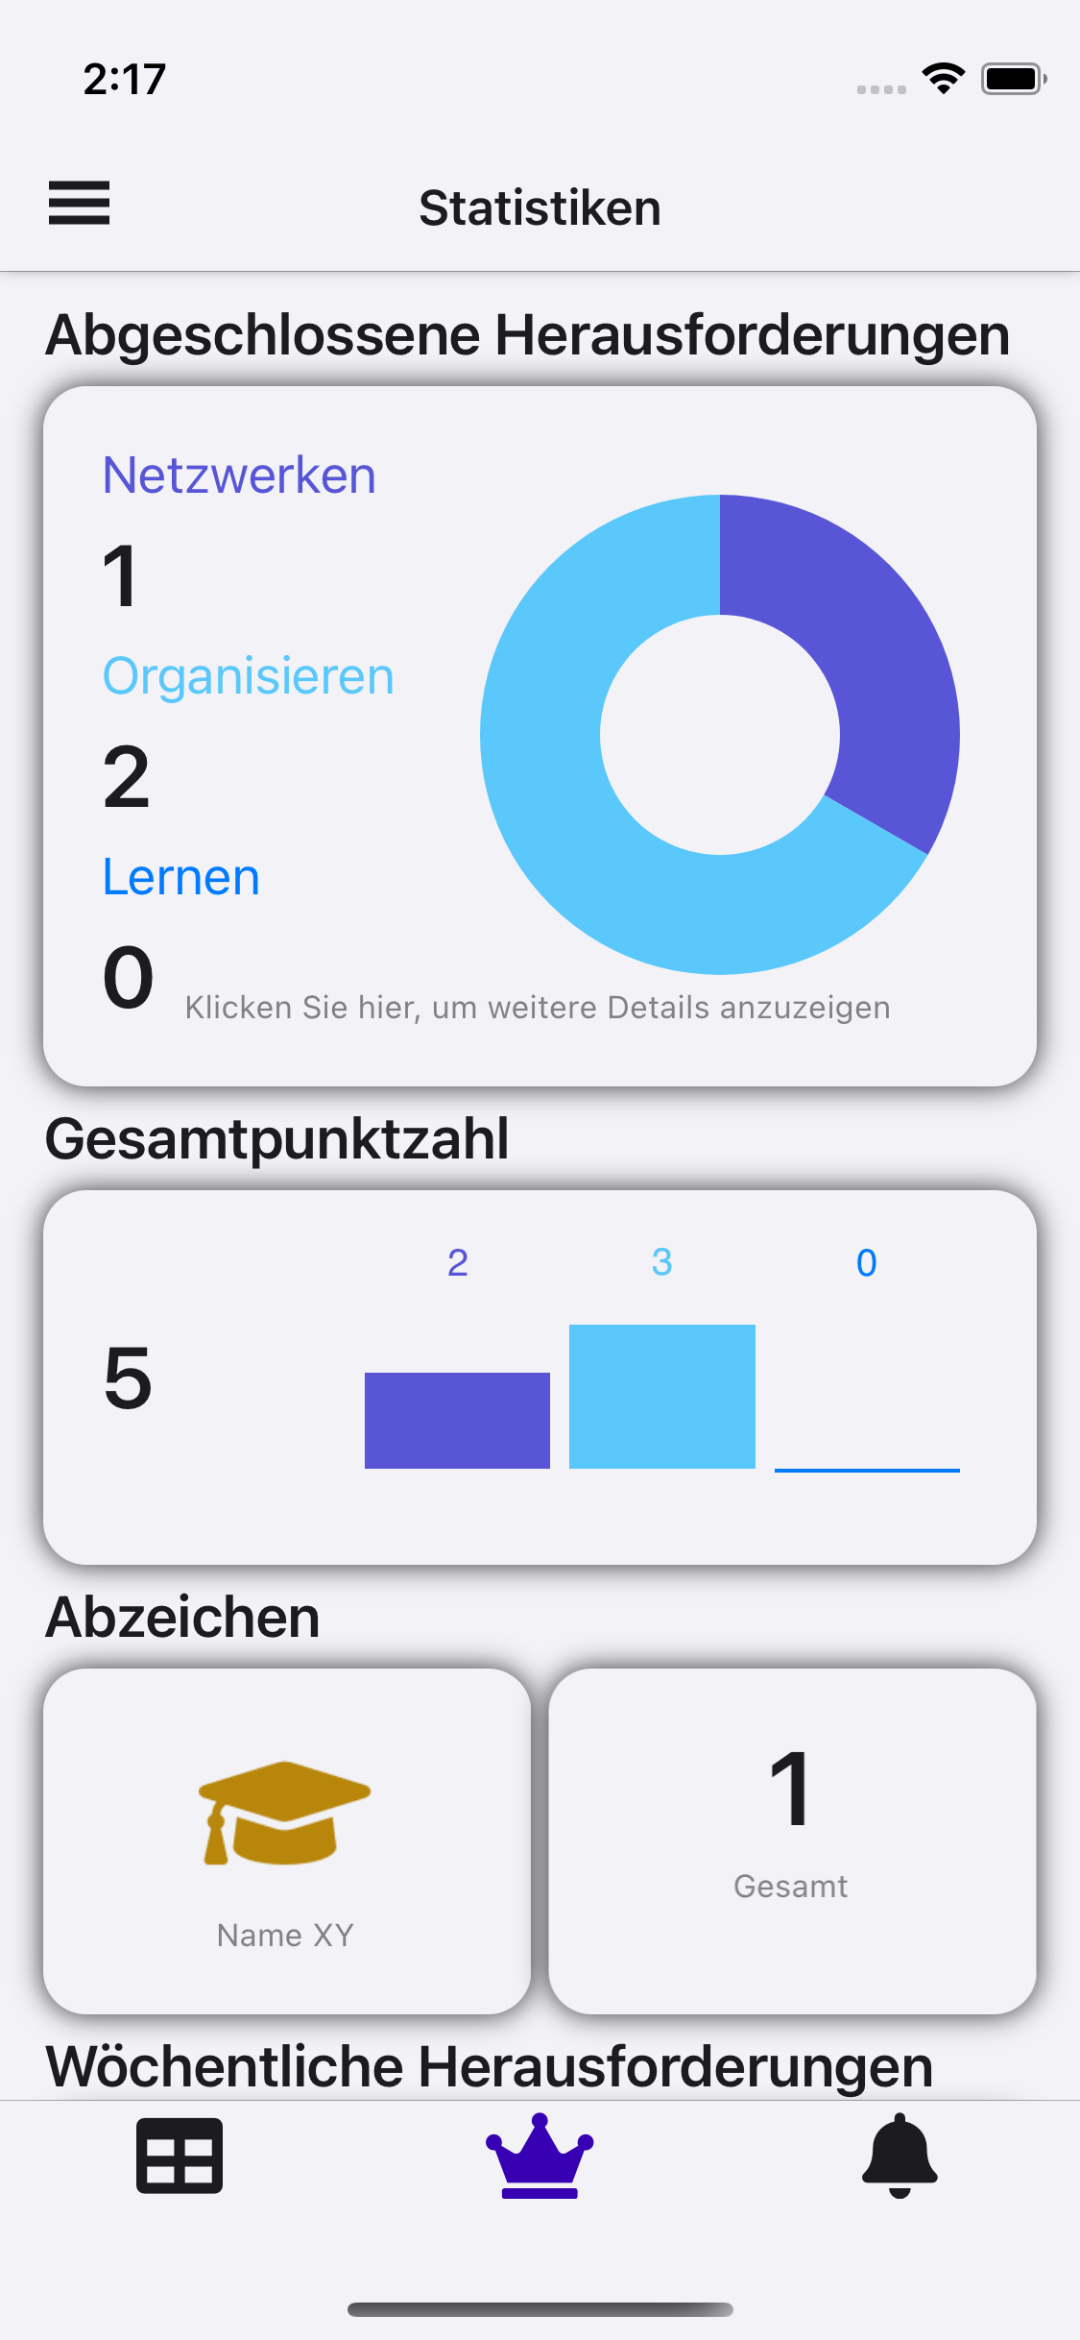 2:17
Statistiken
Abgeschlossene Herausforderungen
Netzwerken
1
Organisieren
2
Lernen
0
Klicken Sie hier, um weitere Details anzuzeigen
Gesamtpunktzahl
2 3 0
5
Abzeichen
Name XY
1
Gesamt
Wöchentliche Herausforderungen